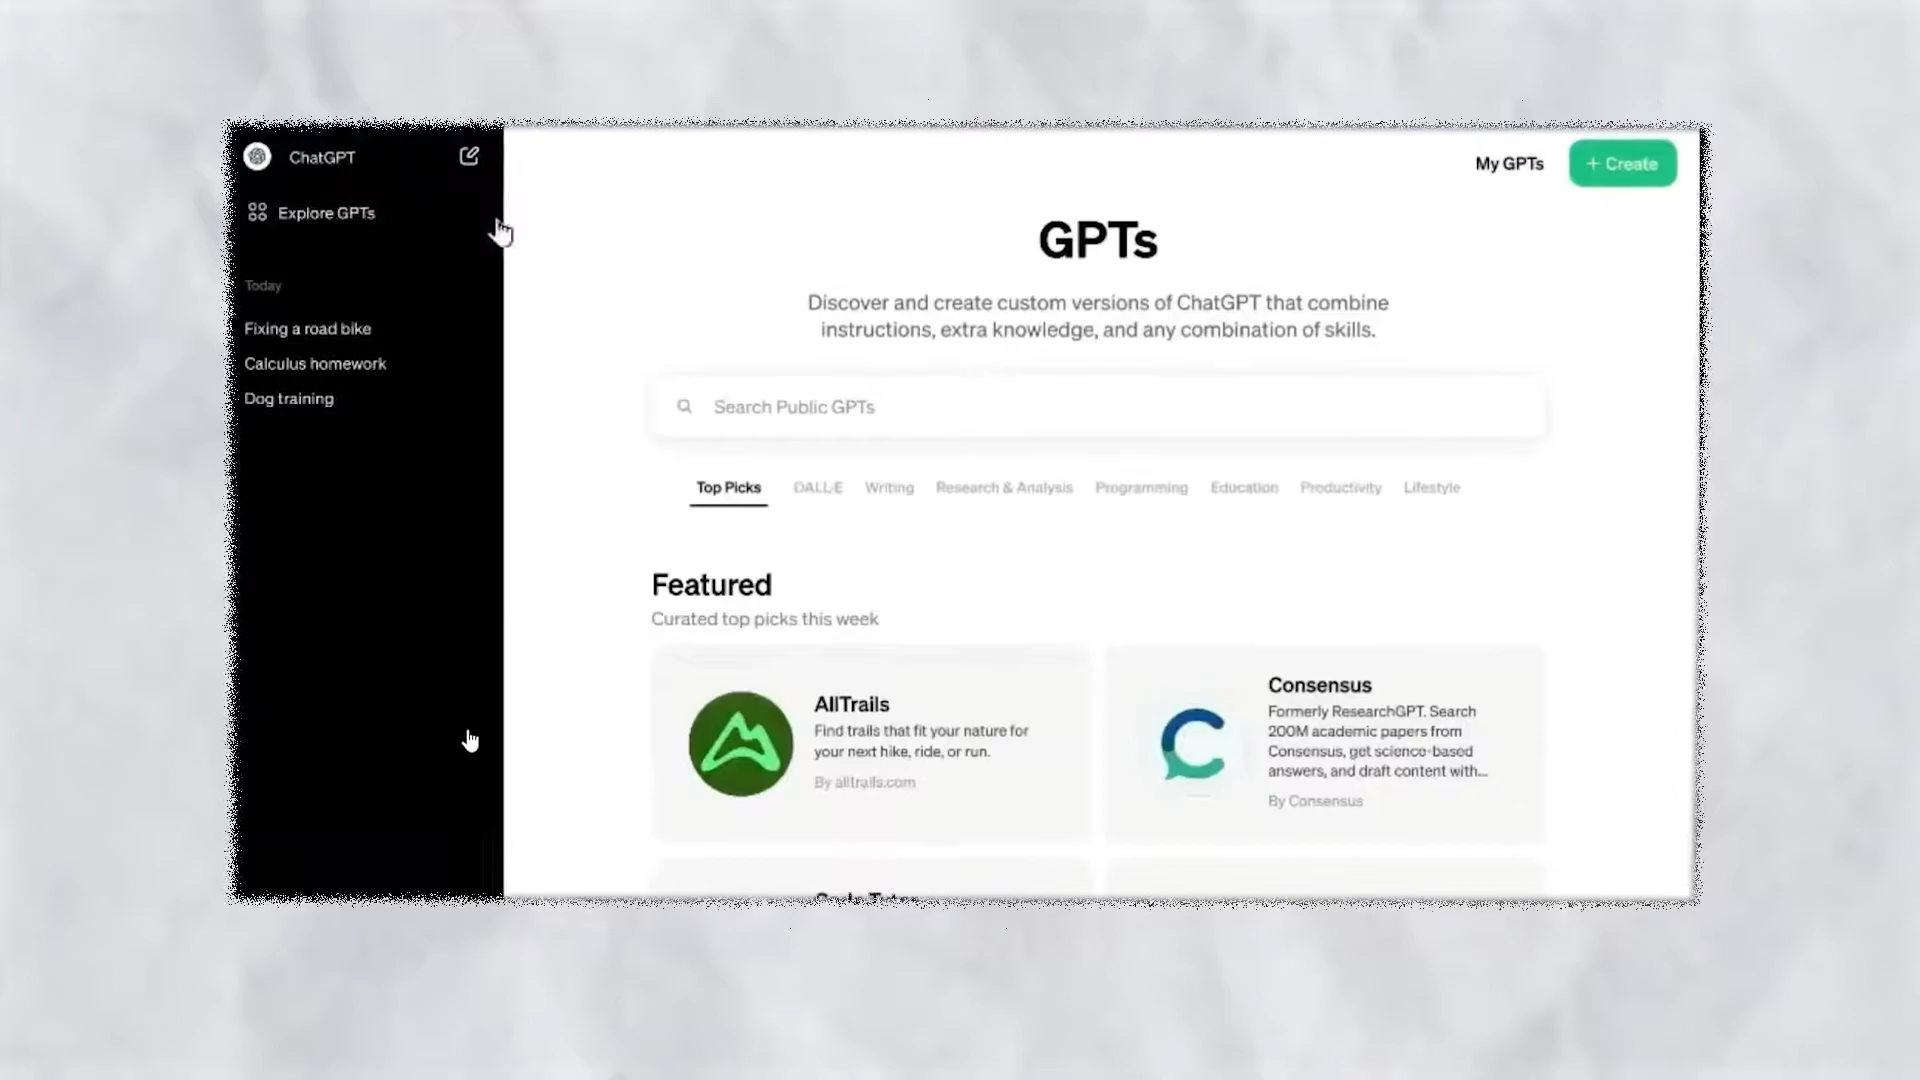 ChatGPT
Explore GPTs
Today
Fixing a road bike
Calculus homework
Dog training
My GPTs
+ Create
GPTs
Discover and create custom versions of ChatGPT that combine
instructions, extra knowledge, and any combination of skills.
Search Public GPTs
Top Picks DALL·E Writing Research & Analysis Programming Education Productivity Lifestyle
Featured
Curated top picks this week
AllTrails
Find trails that fit your nature for
your next hike, ride, or run.
By alltrails.com
Consensus
Formerly ResearchGPT. Search
200M academic papers from
Consensus, get science-based
answers, and draft content with...
By Consensus